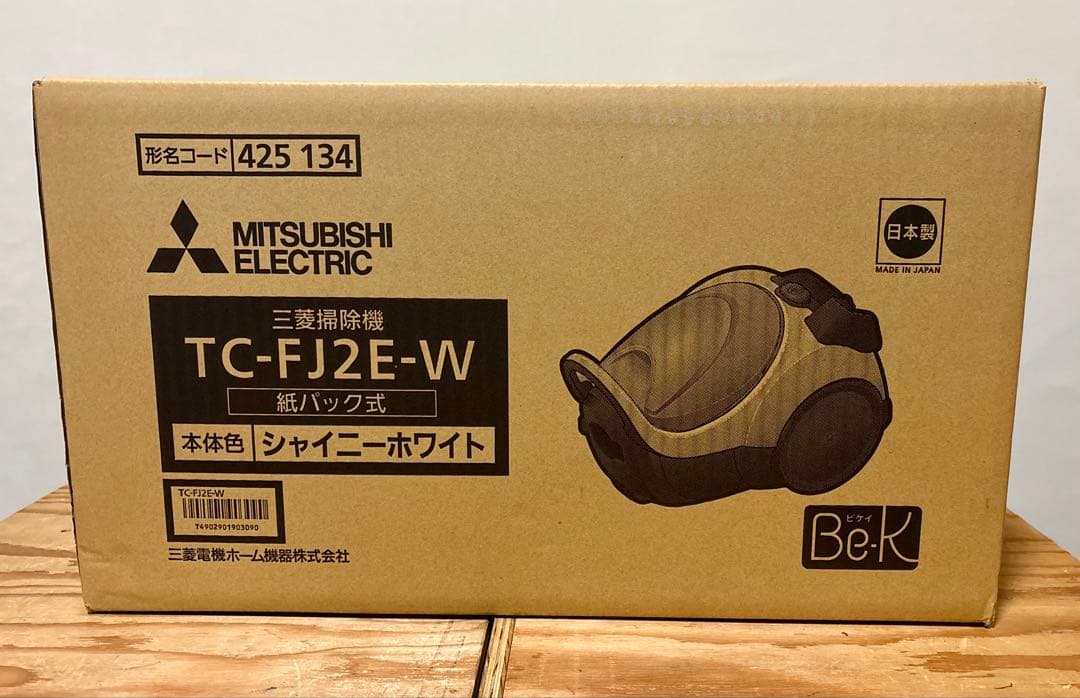 形名コード 425 134
MITSUBISHI
ELECTRIC
三菱掃除機
TC-FJ2E-W
紙パック式
本体色 シャイニーホワイト
TC-FJ2E-W
T4902901903090
三菱電機ホーム機器株式会社
日本製
MADE IN JAPAN
ビケイ
Be-K